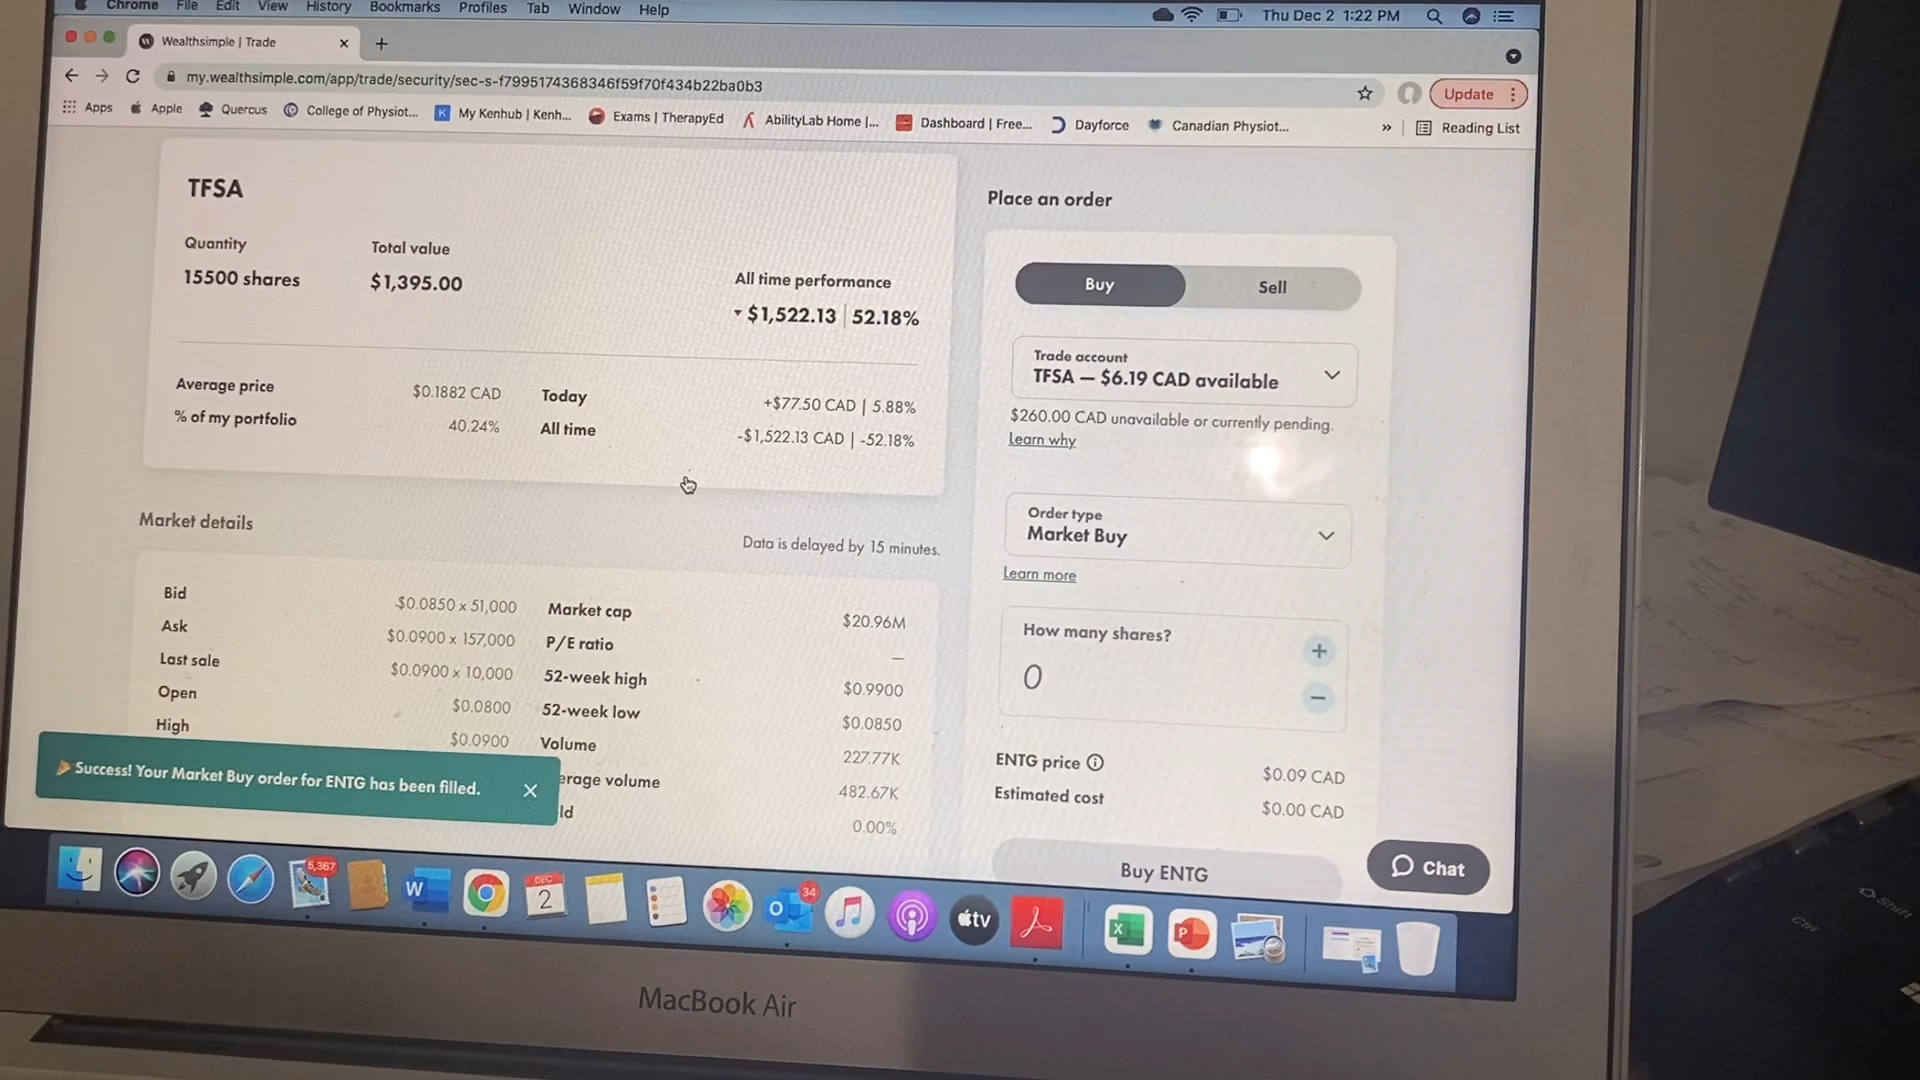 Chrome File Edit View History Bookmarks Profiles Tab Window Help Thu Dec 2 1:22 PM
Wealthsimple | Trade
my.wealthsimple.com/app/trade/security/sec-s-f7995174368346f59f70f434b22ba0b3
Update
Apps Apple Quercus College of Physiot... My Kenhub | Kenh... Exams | TherapyEd AbilityLab Home |... Dashboard | Free... Dayforce Canadian Physiot... » Reading List
TFSA
Quantity Total value
15500 shares $1,395.00
All time performance
$1,522.13 | 52.18%
Average price $0.1882 CAD Today +$77.50 CAD | 5.88%
% of my portfolio 40.24% All time -$1,522.13 CAD | -52.18%
Market details
Data is delayed by 15 minutes.
Bid $0.0850 x 51,000 Market cap $20.96M
Ask $0.0900 x 157,000 P/E ratio —
Last sale $0.0900 x 10,000 52-week high $0.9900
Open $0.0800 52-week low $0.0850
High $0.0900 Volume 227.77K
erage volume 482.67K
ld 0.00%
Success! Your Market Buy order for ENTG has been filled.
Place an order
Buy Sell
Trade account
TFSA — $6.19 CAD available
$260.00 CAD unavailable or currently pending.
Learn why
Order type
Market Buy
Learn more
How many shares?
0
ENTG price $0.09 CAD
Estimated cost $0.00 CAD
Buy ENTG
Chat
5,367
W
DEC
2
34
tv
X
P
MacBook Air
Shift
Ctrl